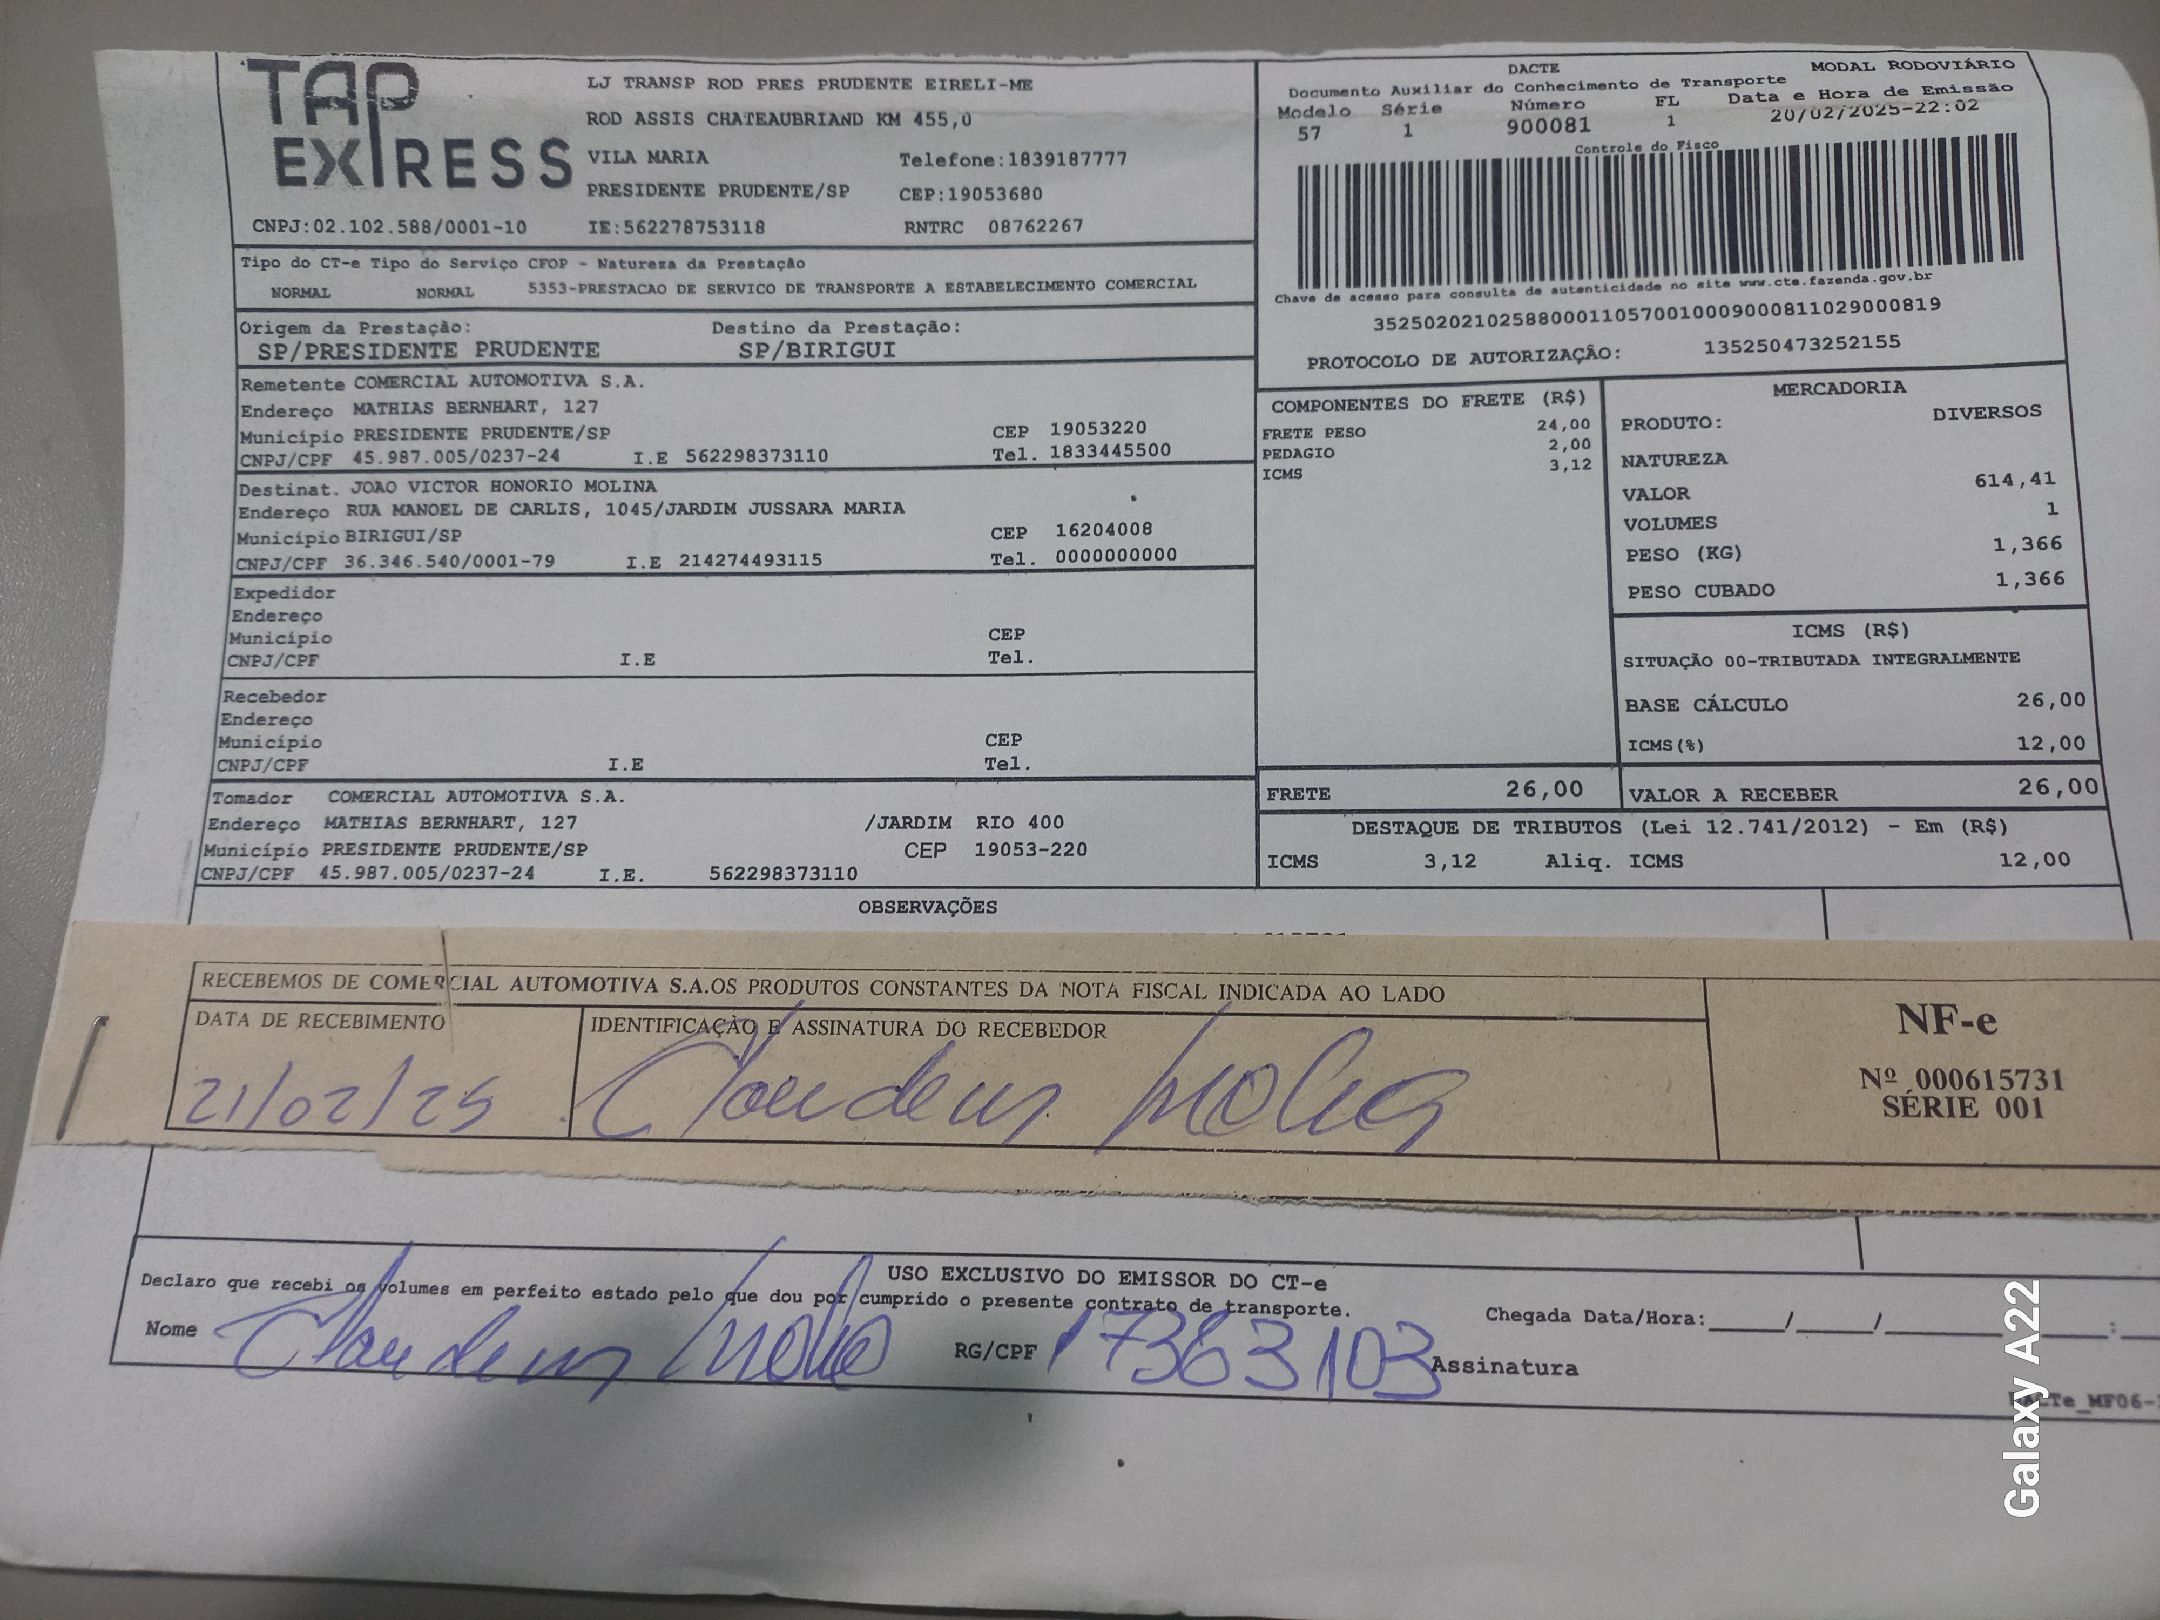 TAP EXPRESS
LJ TRANSP ROD PRES PRUDENTE EIRELI-ME
ROD ASSIS CHATEAUBRIAND KM 455,0
VILA MARIA Telefone:1839187777
PRESIDENTE PRUDENTE/SP CEP:19053680
CNPJ:02.102.588/0001-10 IE:562278753118 RNTRC 08762267
DACTE MODAL RODOVIÁRIO
Documento Auxiliar do Conhecimento de Transporte
Modelo Série Número FL Data e Hora de Emissão
57 1 900081 1 20/02/2025-22:02
Controle do Fisco
Chave de acesso para consulta de autenticidade no site www.cte.fazenda.gov.br
35250202102588000110570010009000811029000819
PROTOCOLO DE AUTORIZAÇÃO: 135250473252155
Tipo do CT-e Tipo do Serviço CFOP - Natureza da Prestação
NORMAL NORMAL 5353-PRESTACAO DE SERVICO DE TRANSPORTE A ESTABELECIMENTO COMERCIAL
Origem da Prestação: Destino da Prestação:
SP/PRESIDENTE PRUDENTE SP/BIRIGUI
Remetente COMERCIAL AUTOMOTIVA S.A.
Endereço MATHIAS BERNHART, 127
Município PRESIDENTE PRUDENTE/SP CEP 19053220
CNPJ/CPF 45.987.005/0237-24 I.E 562298373110 Tel. 1833445500
Destinat. JOAO VICTOR HONORIO MOLINA
Endereço RUA MANOEL DE CARLIS, 1045/JARDIM JUSSARA MARIA
Município BIRIGUI/SP CEP 16204008
CNPJ/CPF 36.346.540/0001-79 I.E 214274493115 Tel. 0000000000
Expedidor
Endereço
Município CEP
CNPJ/CPF I.E Tel.
Recebedor
Endereço
Município CEP
CNPJ/CPF I.E Tel.
Tomador COMERCIAL AUTOMOTIVA S.A.
Endereço MATHIAS BERNHART, 127 /JARDIM RIO 400
Município PRESIDENTE PRUDENTE/SP CEP 19053-220
CNPJ/CPF 45.987.005/0237-24 I.E. 562298373110
COMPONENTES DO FRETE (R$)
FRETE PESO 24,00
PEDAGIO 2,00
ICMS 3,12
MERCADORIA
PRODUTO: DIVERSOS
NATUREZA
VALOR 614,41
VOLUMES 1
PESO (KG) 1,366
PESO CUBADO 1,366
ICMS (R$)
SITUAÇÃO 00-TRIBUTADA INTEGRALMENTE
BASE CÁLCULO 26,00
ICMS(%) 12,00
FRETE 26,00 VALOR A RECEBER 26,00
DESTAQUE DE TRIBUTOS (Lei 12.741/2012) - Em (R$)
ICMS 3,12 Aliq. ICMS 12,00
OBSERVAÇÕES
RECEBEMOS DE COMERCIAL AUTOMOTIVA S.A.OS PRODUTOS CONSTANTES DA NOTA FISCAL INDICADA AO LADO
DATA DE RECEBIMENTO IDENTIFICAÇÃO E ASSINATURA DO RECEBEDOR
21/02/25
NF-e
Nº 000615731
SÉRIE 001
USO EXCLUSIVO DO EMISSOR DO CT-e
Declaro que recebi os volumes em perfeito estado pelo que dou por cumprido o presente contrato de transporte.
Chegada Data/Hora:____/____/____ ____:
Nome RG/CPF 17363103 Assinatura
Galaxy A22